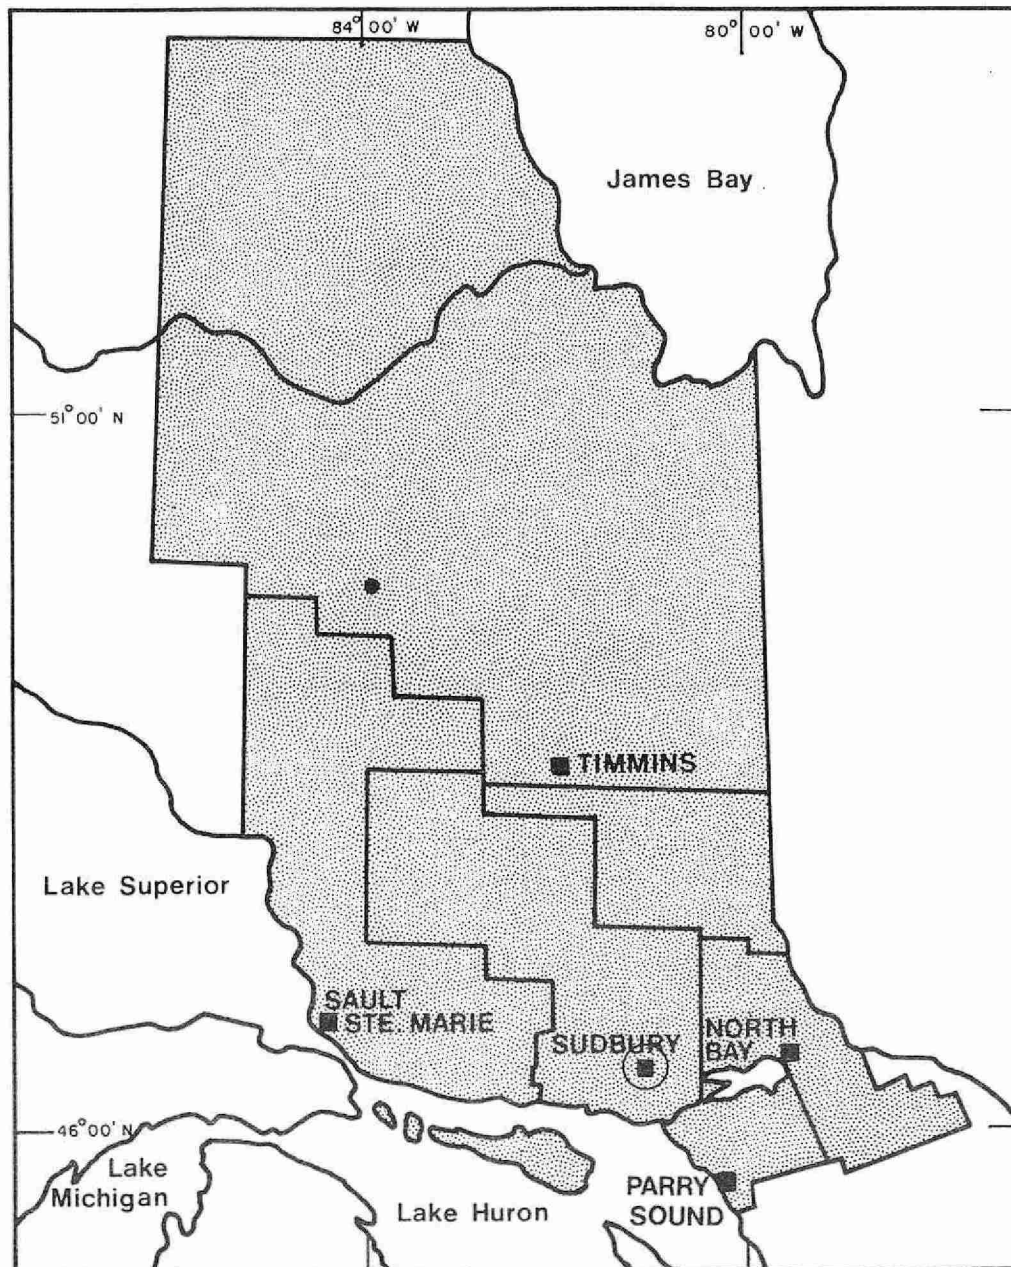 84°00' W
80°00' W
James Bay
51°00' N
TIMMINS
Lake Superior
SAULT
STE. MARIE
SUDBURY
NORTH
BAY
46°00' N
Lake
Michigan
Lake Huron
PARRY
SOUND